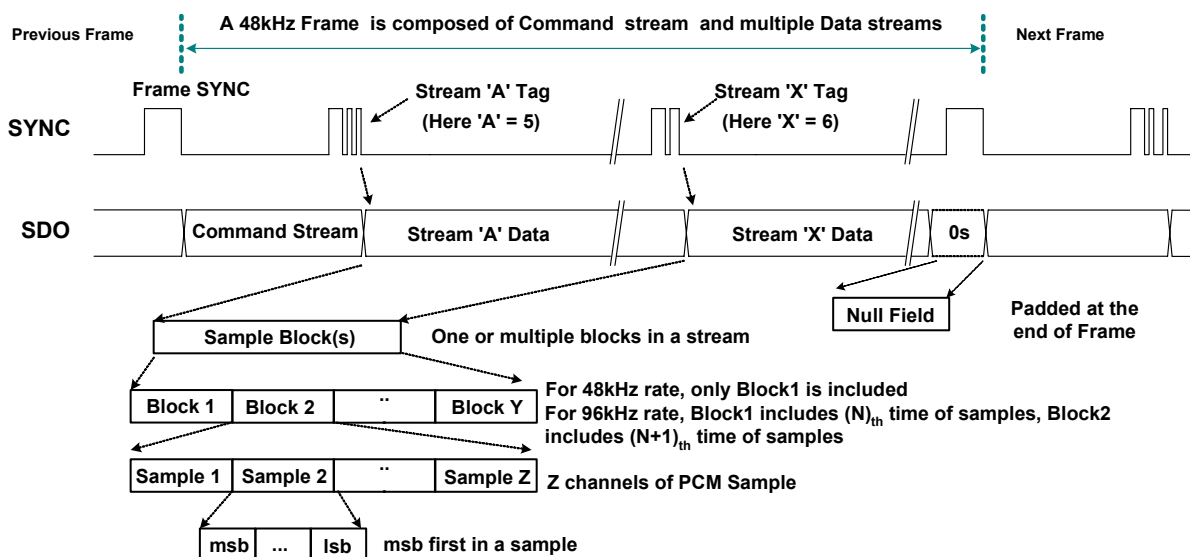 A 48kHz Frame is composed of Command stream and multiple Data streams
Previous Frame
Next Frame
Frame SYNC
Stream 'A' Tag
(Here 'A' = 5)
Stream 'X' Tag
(Here 'X' = 6)
SYNC
SDO
Command Stream
Stream 'A' Data
Stream 'X' Data
0s
Null Field
Padded at the
end of Frame
Sample Block(s)
One or multiple blocks in a stream
Block 1
Block 2
..
Block Y
For 48kHz rate, only Block1 is included
For 96kHz rate, Block1 includes (N)th time of samples, Block2
includes (N+1)th time of samples
Sample 1
Sample 2
..
Sample Z
Z channels of PCM Sample
msb
...
lsb
msb first in a sample